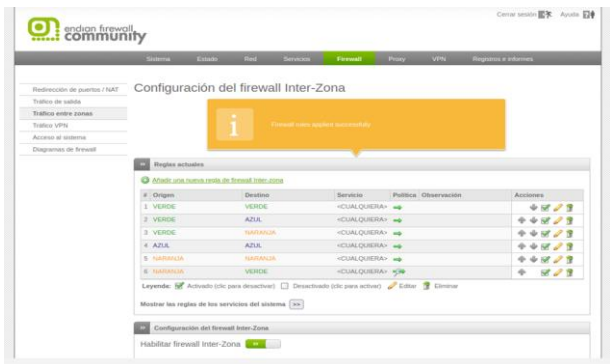 Cerrar sesión Ayuda
endian firewall
community
Sistema Estado Red Servicios Firewall Proxy VPN Registros e Informes
Redirección de puertos / NAT
Tráfico de salida
Tráfico entre zonas
Tráfico VPN
Acceso al sistema
Diagramas de firewall
Configuración del firewall Inter-Zona
Firewall rules applied successfully
>> Reglas actuales
Añadir una nueva regla de firewall Inter-zona
# Origen Destino Servicio Política Observación Acciones
1 VERDE VERDE <CUALQUIERA>
2 VERDE AZUL <CUALQUIERA>
3 VERDE NARANJA <CUALQUIERA>
4 AZUL AZUL <CUALQUIERA>
5 NARANJA NARANJA <CUALQUIERA>
6 NARANJA VERDE <CUALQUIERA>
Leyenda: Activado (clic para desactivar) Desactivado (clic para activar) Editar Eliminar
Mostrar las reglas de los servicios del sistema >>
>> Configuración del firewall Inter-Zona
Habilitar firewall Inter-Zona